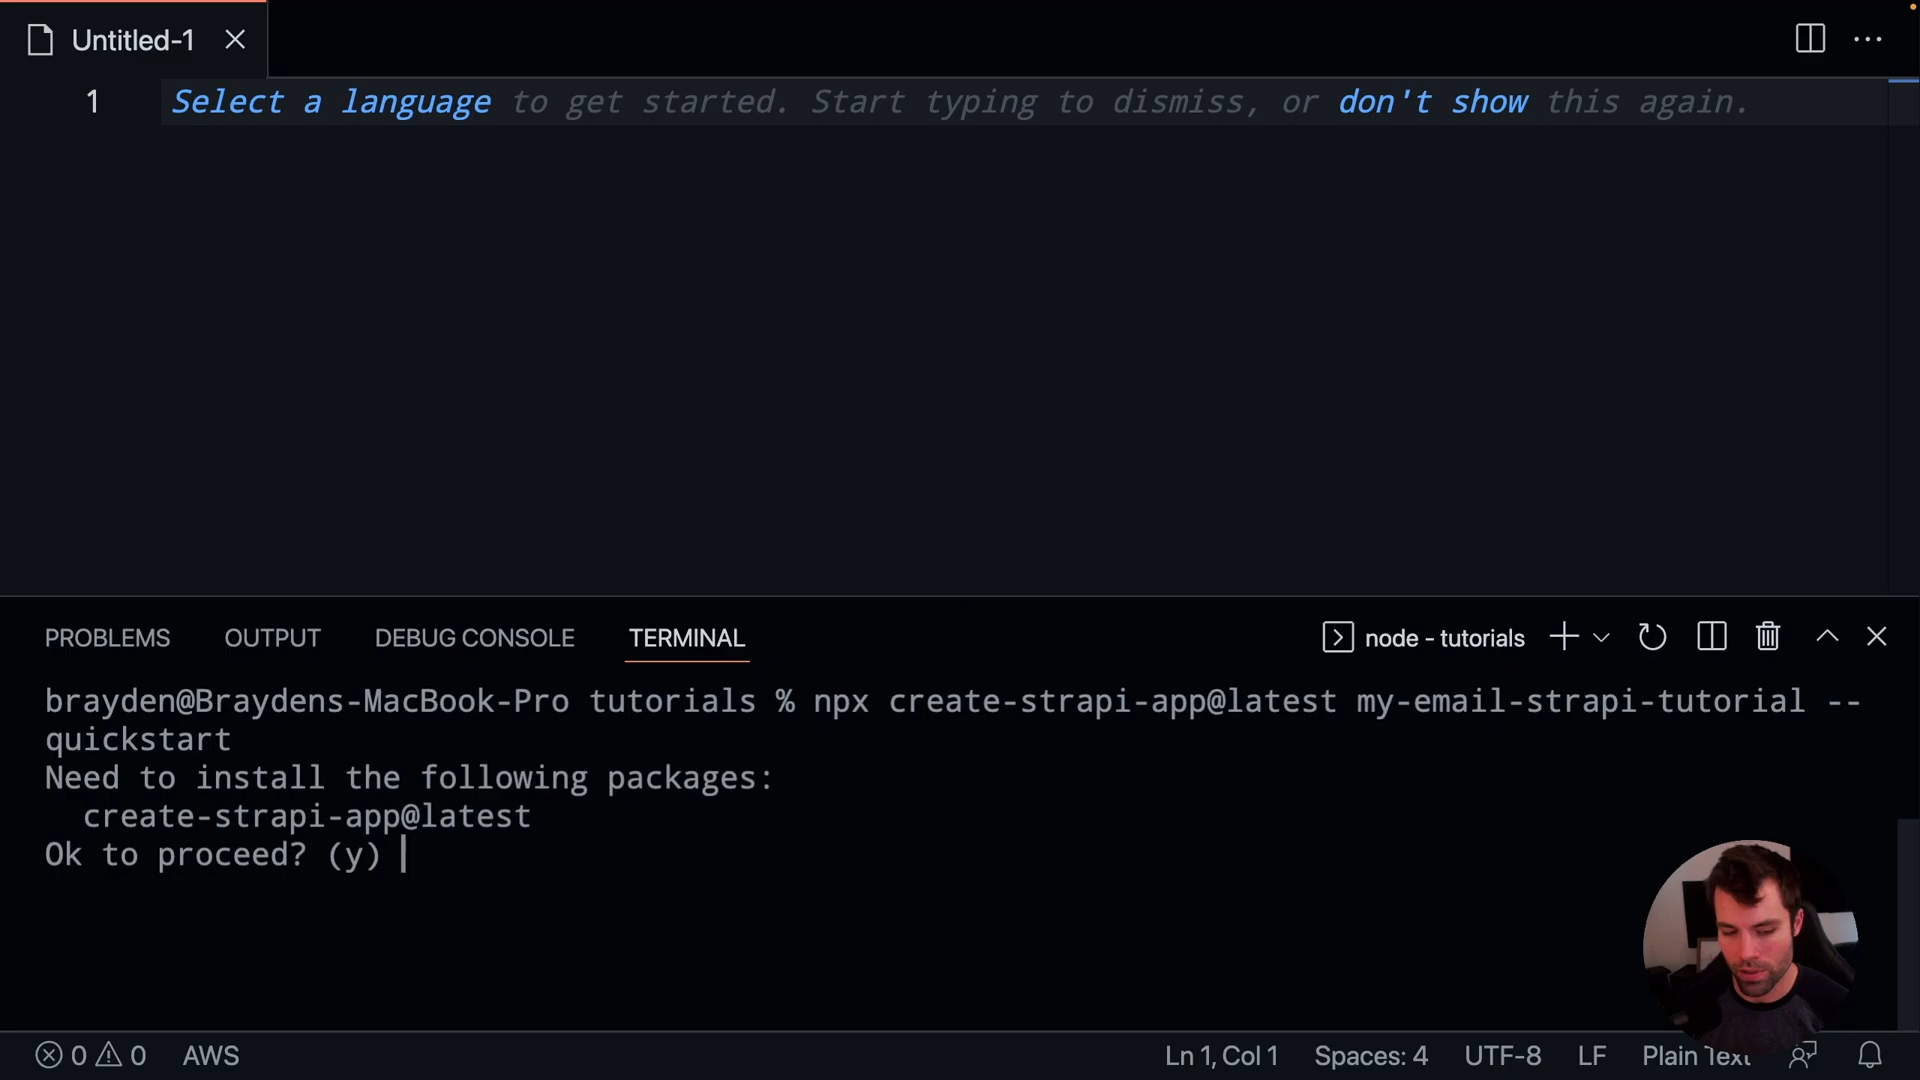 Untitled-1
1 Select a language to get started. Start typing to dismiss, or don't show this again.
PROBLEMS OUTPUT DEBUG CONSOLE TERMINAL node - tutorials
brayden@Braydens-MacBook-Pro tutorials % npx create-strapi-app@latest my-email-strapi-tutorial --
quickstart
Need to install the following packages:
  create-strapi-app@latest
Ok to proceed? (y)
0 0 AWS Ln 1, Col 1 Spaces: 4 UTF-8 LF Plain Text